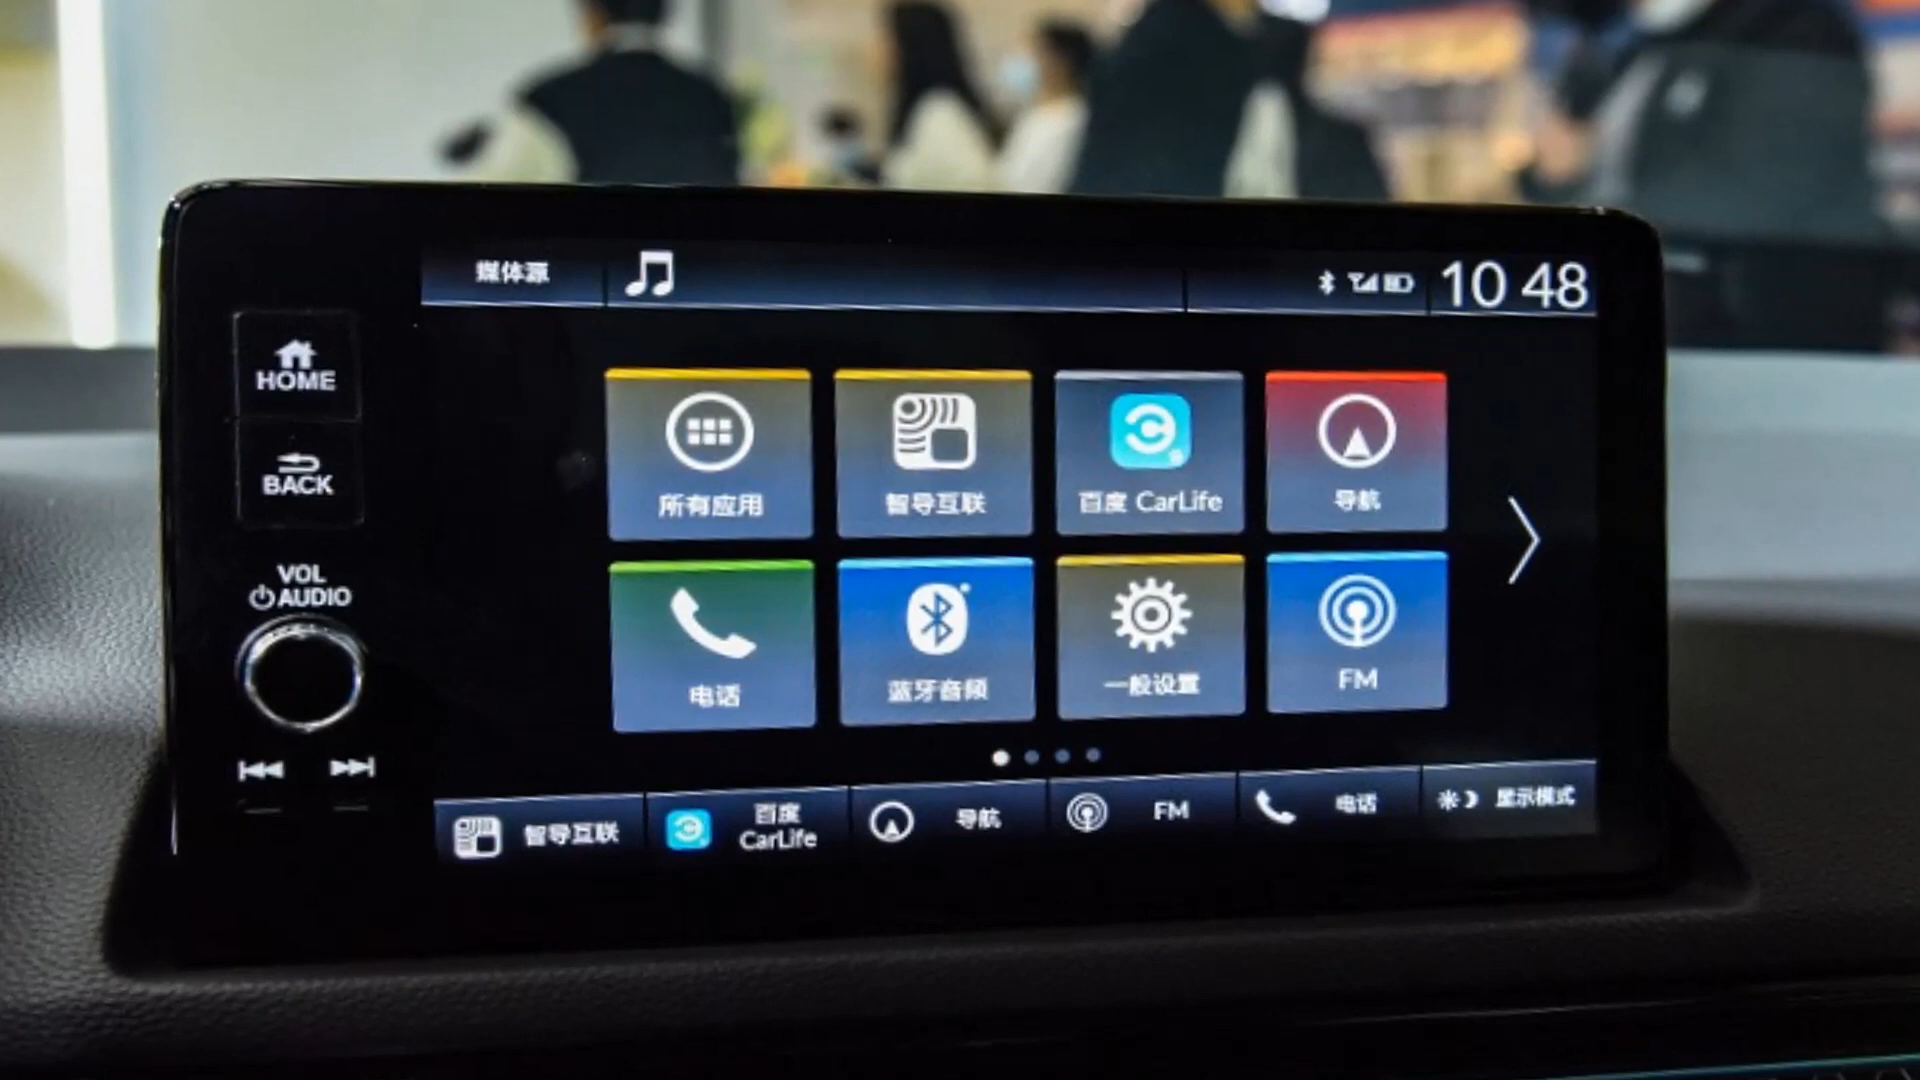 媒体源
10 48
HOME
BACK
VOL
AUDIO
所有应用
智导互联
百度 CarLife
导航
电话
蓝牙音频
一般设置
FM
智导互联
百度
CarLife
导航
FM
电话
显示模式